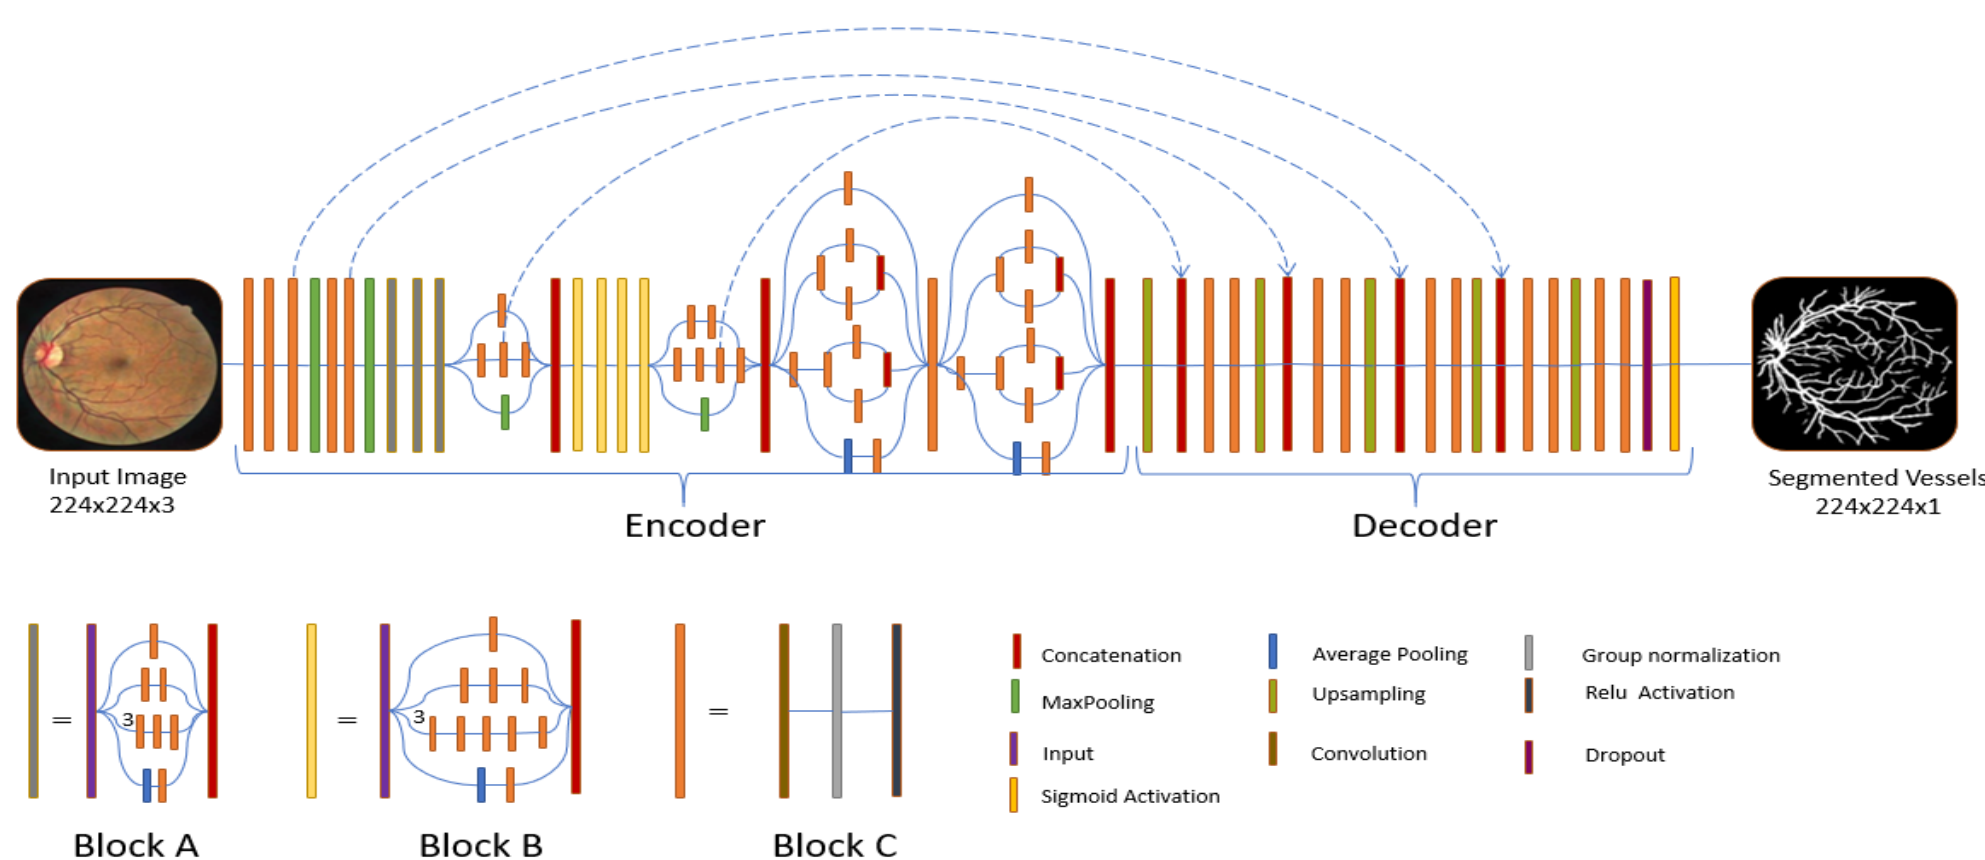 Input Image
224x224x3
Encoder
Decoder
Segmented Vessels
224x224x1
=
3
=
3
=
Block A
Block B
Block C
Concatenation
MaxPooling
Input
Sigmoid Activation
Average Pooling
Upsampling
Convolution
Group normalization
Relu Activation
Dropout